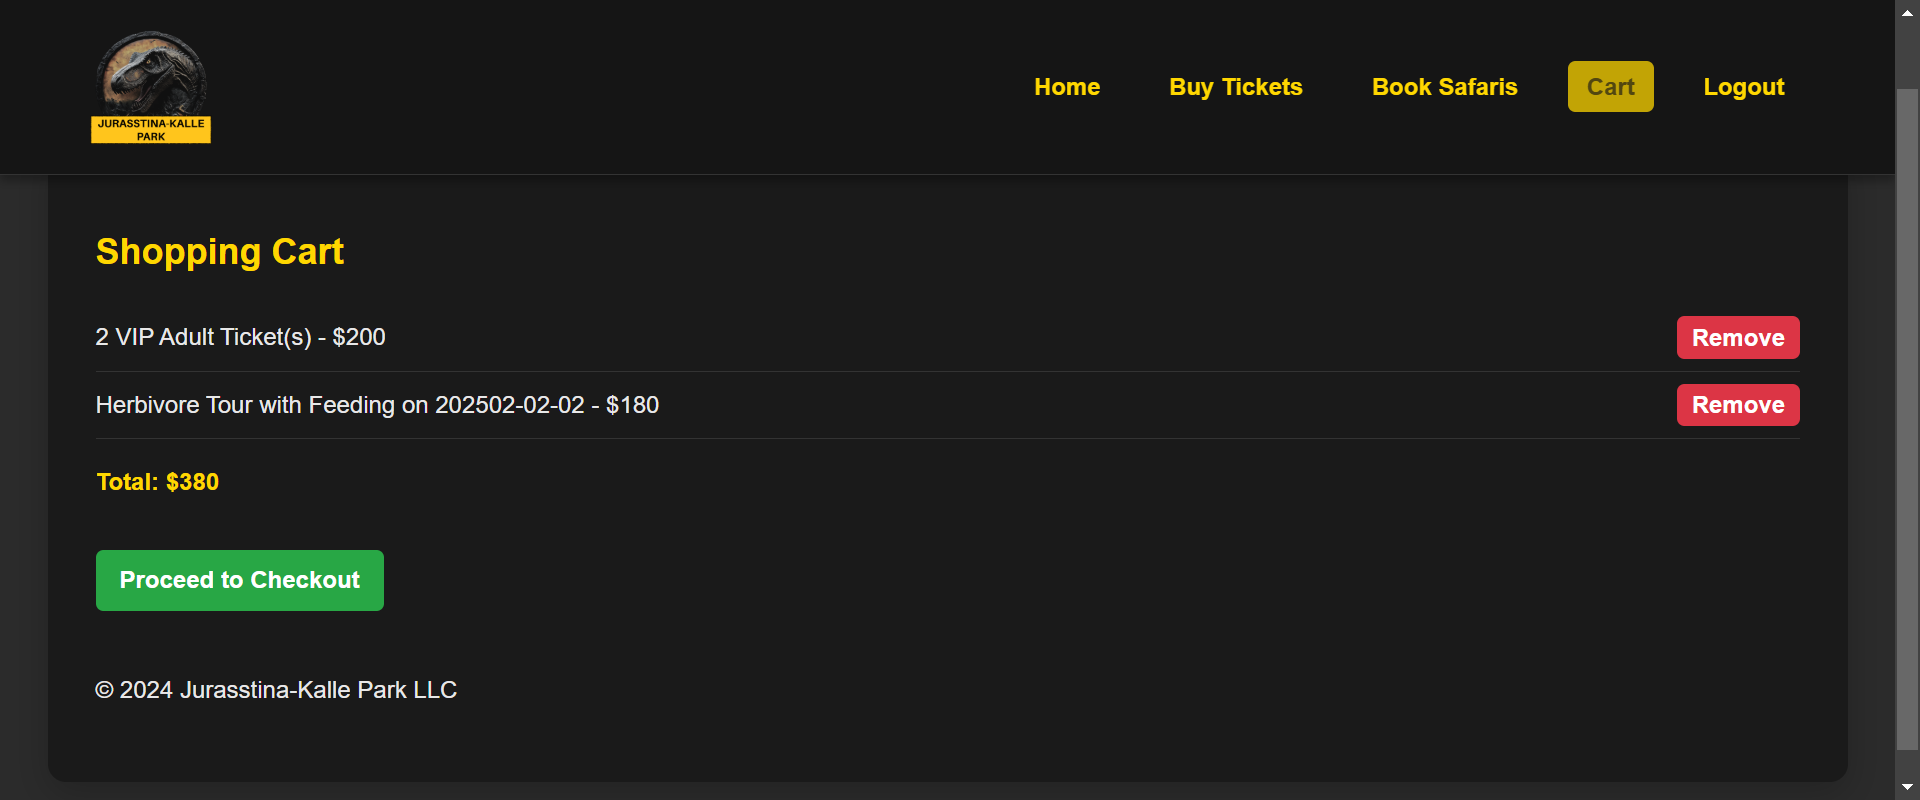 JURASSTINA-KALLE
PARK
Home Buy Tickets Book Safaris Cart Logout
Shopping Cart
2 VIP Adult Ticket(s) - $200 Remove
Herbivore Tour with Feeding on 202502-02-02 - $180 Remove
Total: $380
Proceed to Checkout
© 2024 Jurasstina-Kalle Park LLC